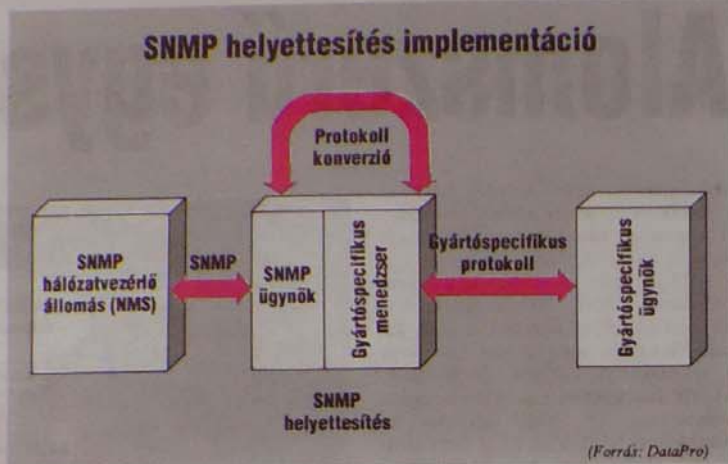 SNMP helyettesítés implementáció
Protokoll
konverzió
SNMP
hálózatvezérlő
állomás (NMS)
SNMP
SNMP
ügynök
Gyártóspecifikus
menedzser
Gyártóspecifikus
protokoll
Gyártóspecifikus
ügynök
SNMP
helyettesítés
(Forrás: DataPro)